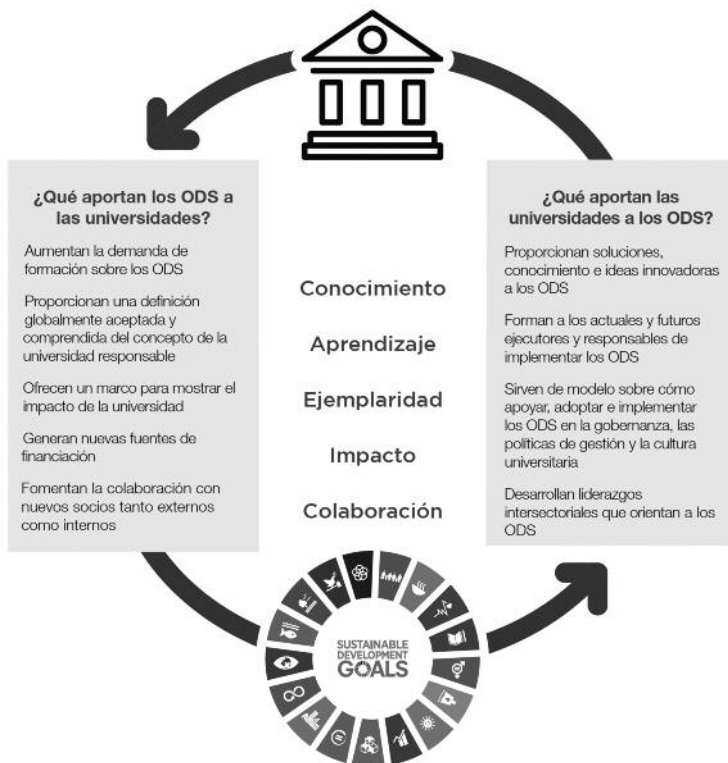 ¿Qué aportan los ODS a
las universidades?
Aumentan la demanda de
formación sobre los ODS
Proporcionan una definición
globalmente aceptada y
comprendida del concepto de la
universidad responsable
Ofrecen un marco para mostrar el
impacto de la universidad
Generan nuevas fuentes de
financiación
Fomentan la colaboración con
nuevos socios tanto externos
como internos
Conocimiento
Aprendizaje
Ejemplaridad
Impacto
Colaboración
¿Qué aportan las
universidades a los ODS?
Proporcionan soluciones,
conocimiento e ideas innovadoras
a los ODS
Forman a los actuales y futuros
ejecutores y responsables de
implementar los ODS
Sirven de modelo sobre cómo
apoyar, adoptar e implementar
los ODS en la gobernanza, las
políticas de gestión y la cultura
universitaria
Desarrollan liderazgos
intersectoriales que orientan a los
ODS
SUSTAINABLE
DEVELOPMENT
GOALS